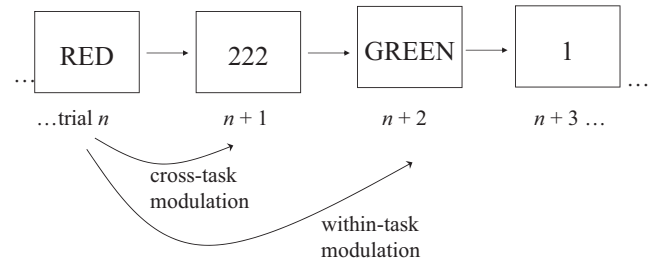 RED
222
GREEN
1
…
…
…trial n
n + 1
n + 2
n + 3 …
cross-task
modulation
within-task
modulation